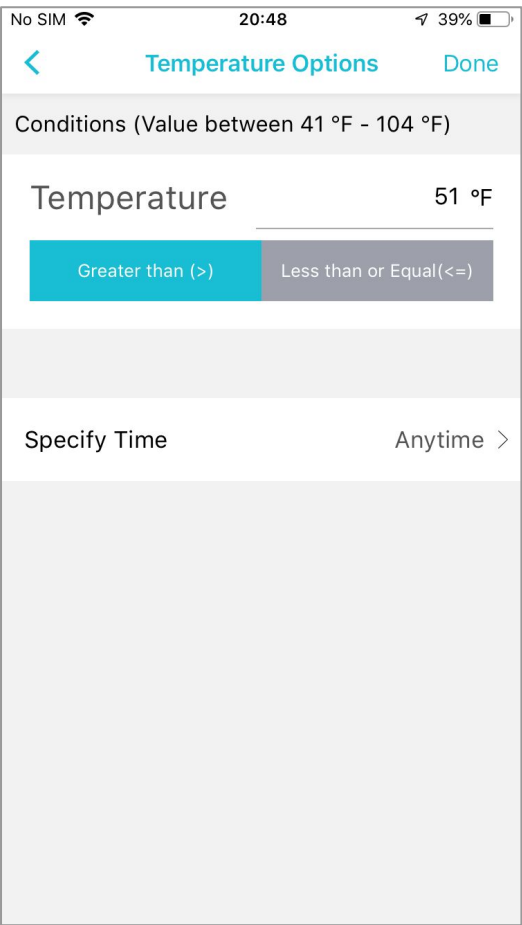 No SIM 20:48 39%
Temperature Options Done
Conditions (Value between 41 °F - 104 °F)
Temperature 51 °F
Greater than (>) Less than or Equal(<=)
Specify Time Anytime